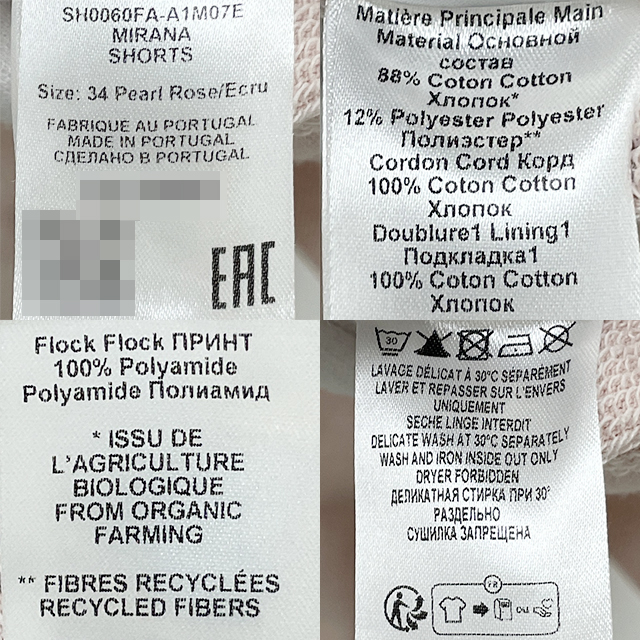 SH0060FA-A1M07E
MIRANA
SHORTS
Size: 34 Pearl Rose/Ecru
FABRIQUE AU PORTUGAL
MADE IN PORTUGAL
СДЕЛАНО В PORTUGAL
EAC
Matière Principale Main
Material Основной
состав
88% Coton Cotton
Хлопок*
12% Polyester Polyester
Полиэстер**
Cordon Cord Корд
100% Coton Cotton
Хлопок
Doublure1 Lining1
Подкладка1
100% Coton Cotton
Хлопок
Flock Flock ПРИНТ
100% Polyamide
Polyamide Полиамид
* ISSU DE
L'AGRICULTURE
BIOLOGIQUE
FROM ORGANIC
FARMING
** FIBRES RECYCLÉES
RECYCLED FIBERS
30
LAVAGE DÉLICAT À 30°C SÉPARÉMENT
LAVER ET REPASSER SUR L'ENVERS
UNIQUEMENT
SECHE LINGE INTERDIT
DELICATE WASH AT 30°C SEPARATELY
WASH AND IRON INSIDE OUT ONLY
DRYER FORBIDDEN
ДЕЛИКАТНАЯ СТИРКА ПРИ 30°
РАЗДЕЛЬНО
СУШИЛКА ЗАПРЕЩЕНА
FR
OU